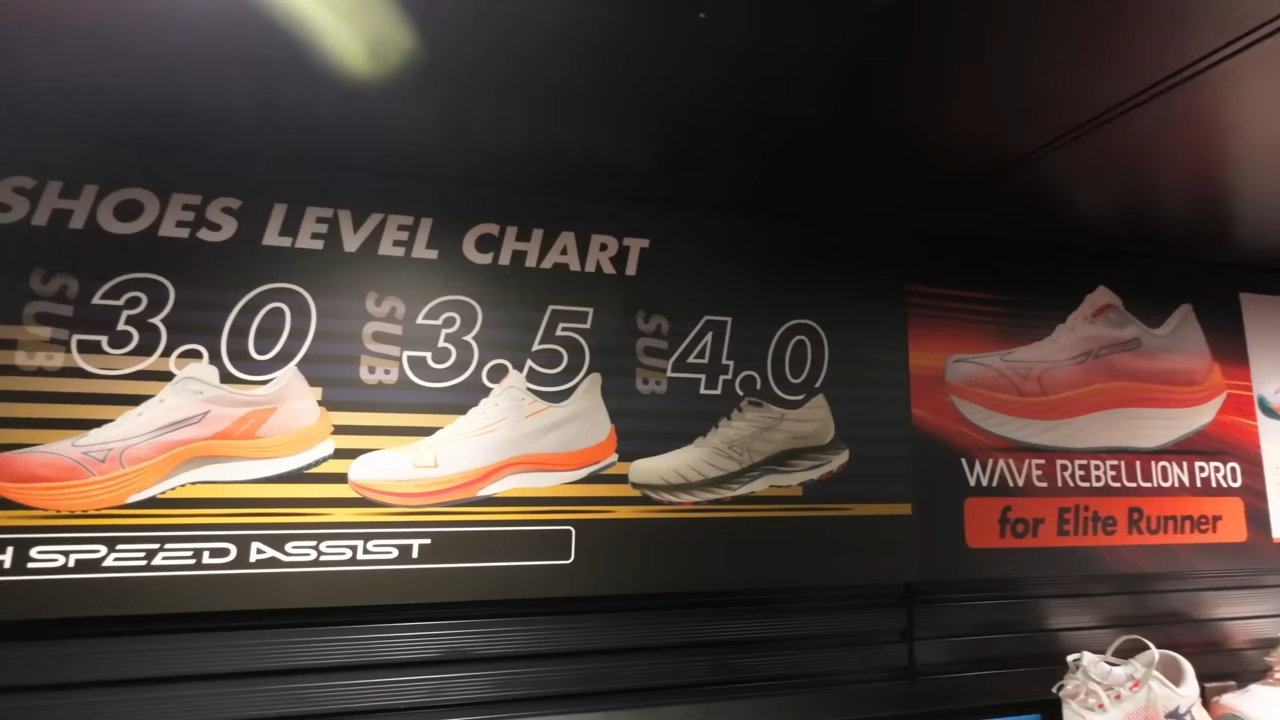 SHOES LEVEL CHART
SUB 3.0
SUB 3.5
SUB 4.0
H SPEED ASSIST
WAVE REBELLION PRO
for Elite Runner